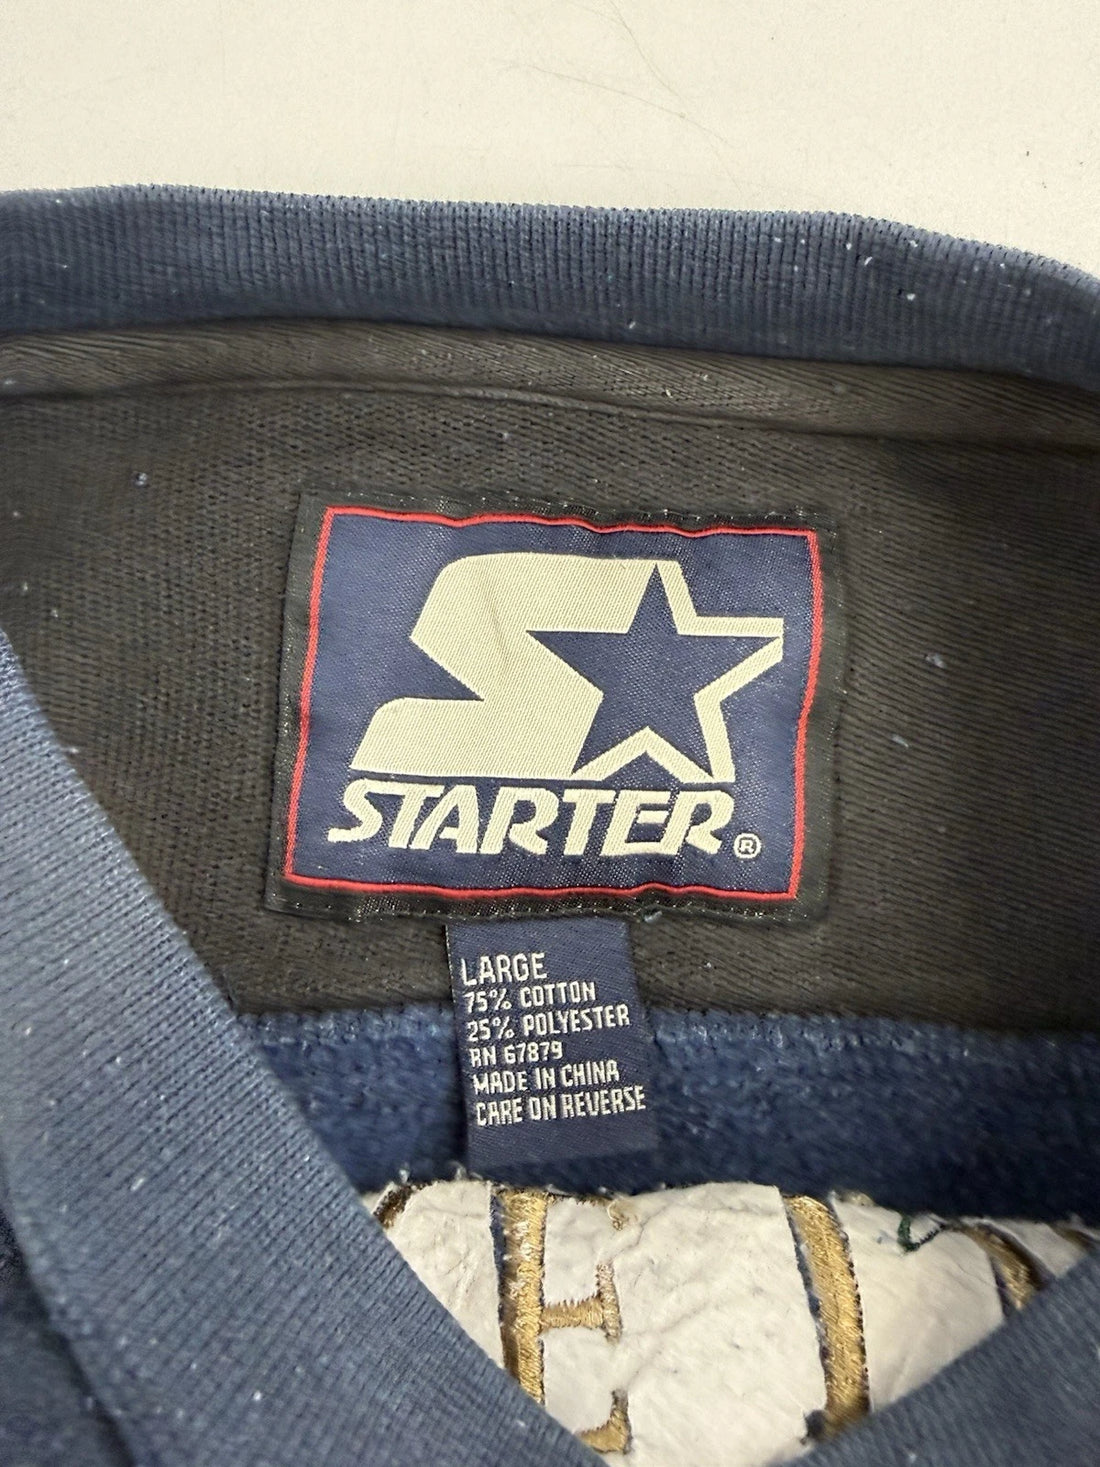 STARTER®
LARGE
75% COTTON
25% POLYESTER
RN 67879
MADE IN CHINA
CARE ON REVERSE